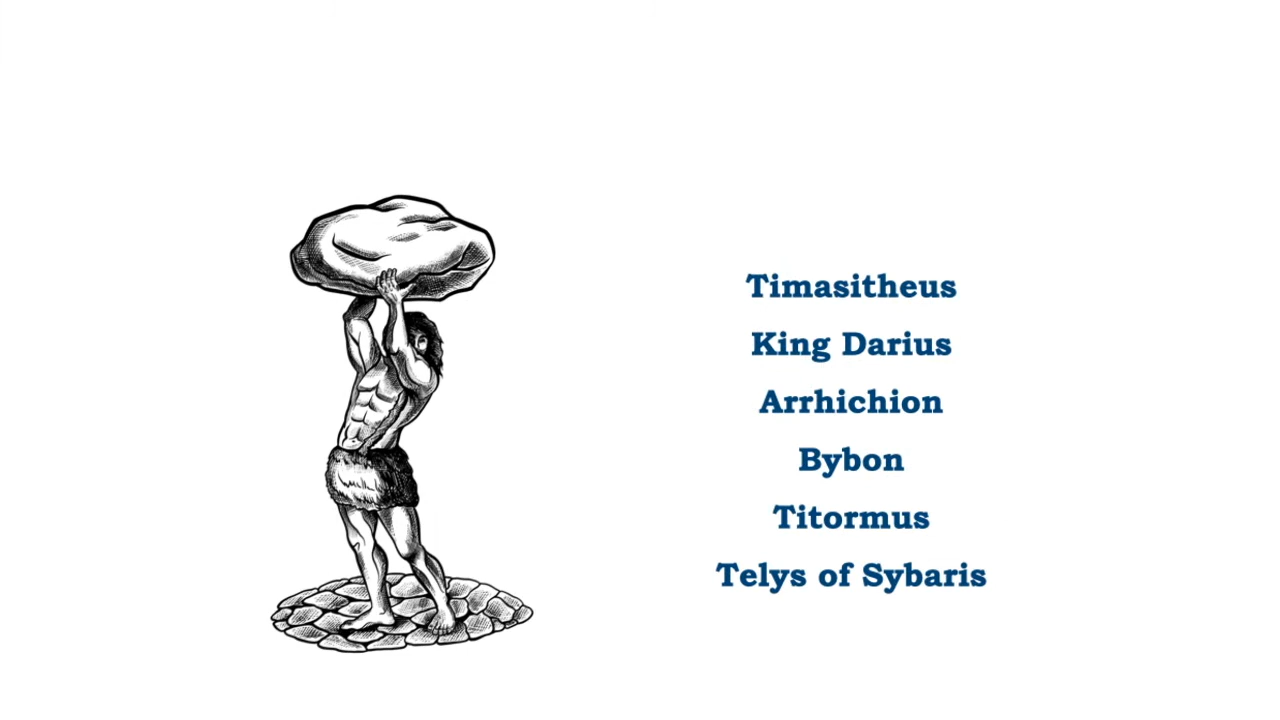 Timasitheus
King Darius
Arrhichion
Bybon
Titormus
Telys of Sybaris